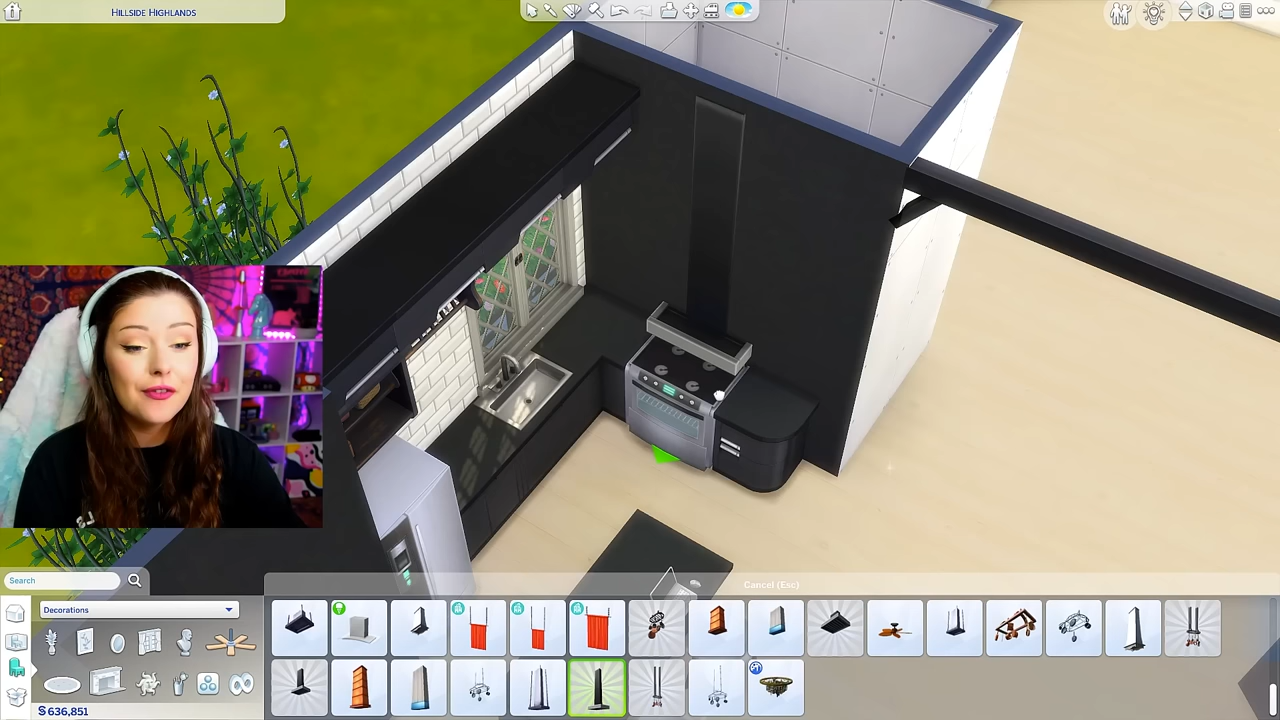 HILLSIDE HIGHLANDS
Search
Cancel (Esc)
Decorations
§636,851